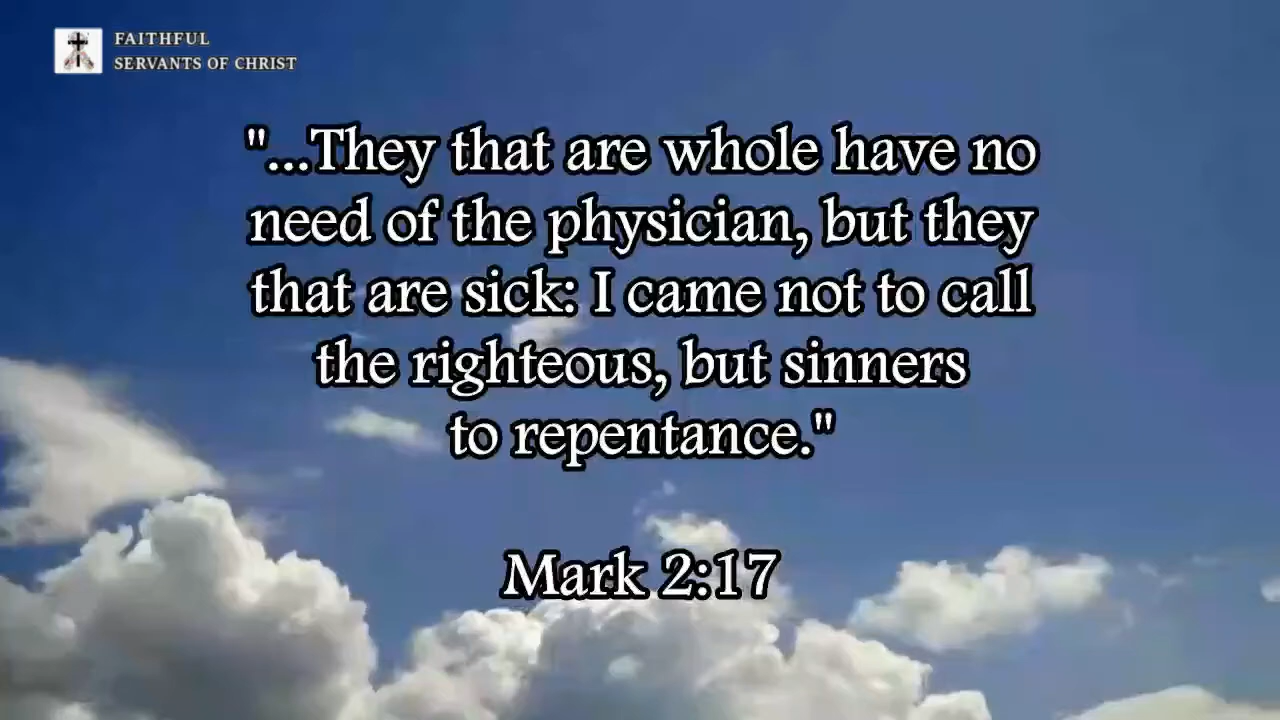 FAITHFUL
SERVANTS OF CHRIST
"...They that are whole have no
need of the physician, but they
that are sick: I came not to call
the righteous, but sinners
to repentance."
Mark 2:17